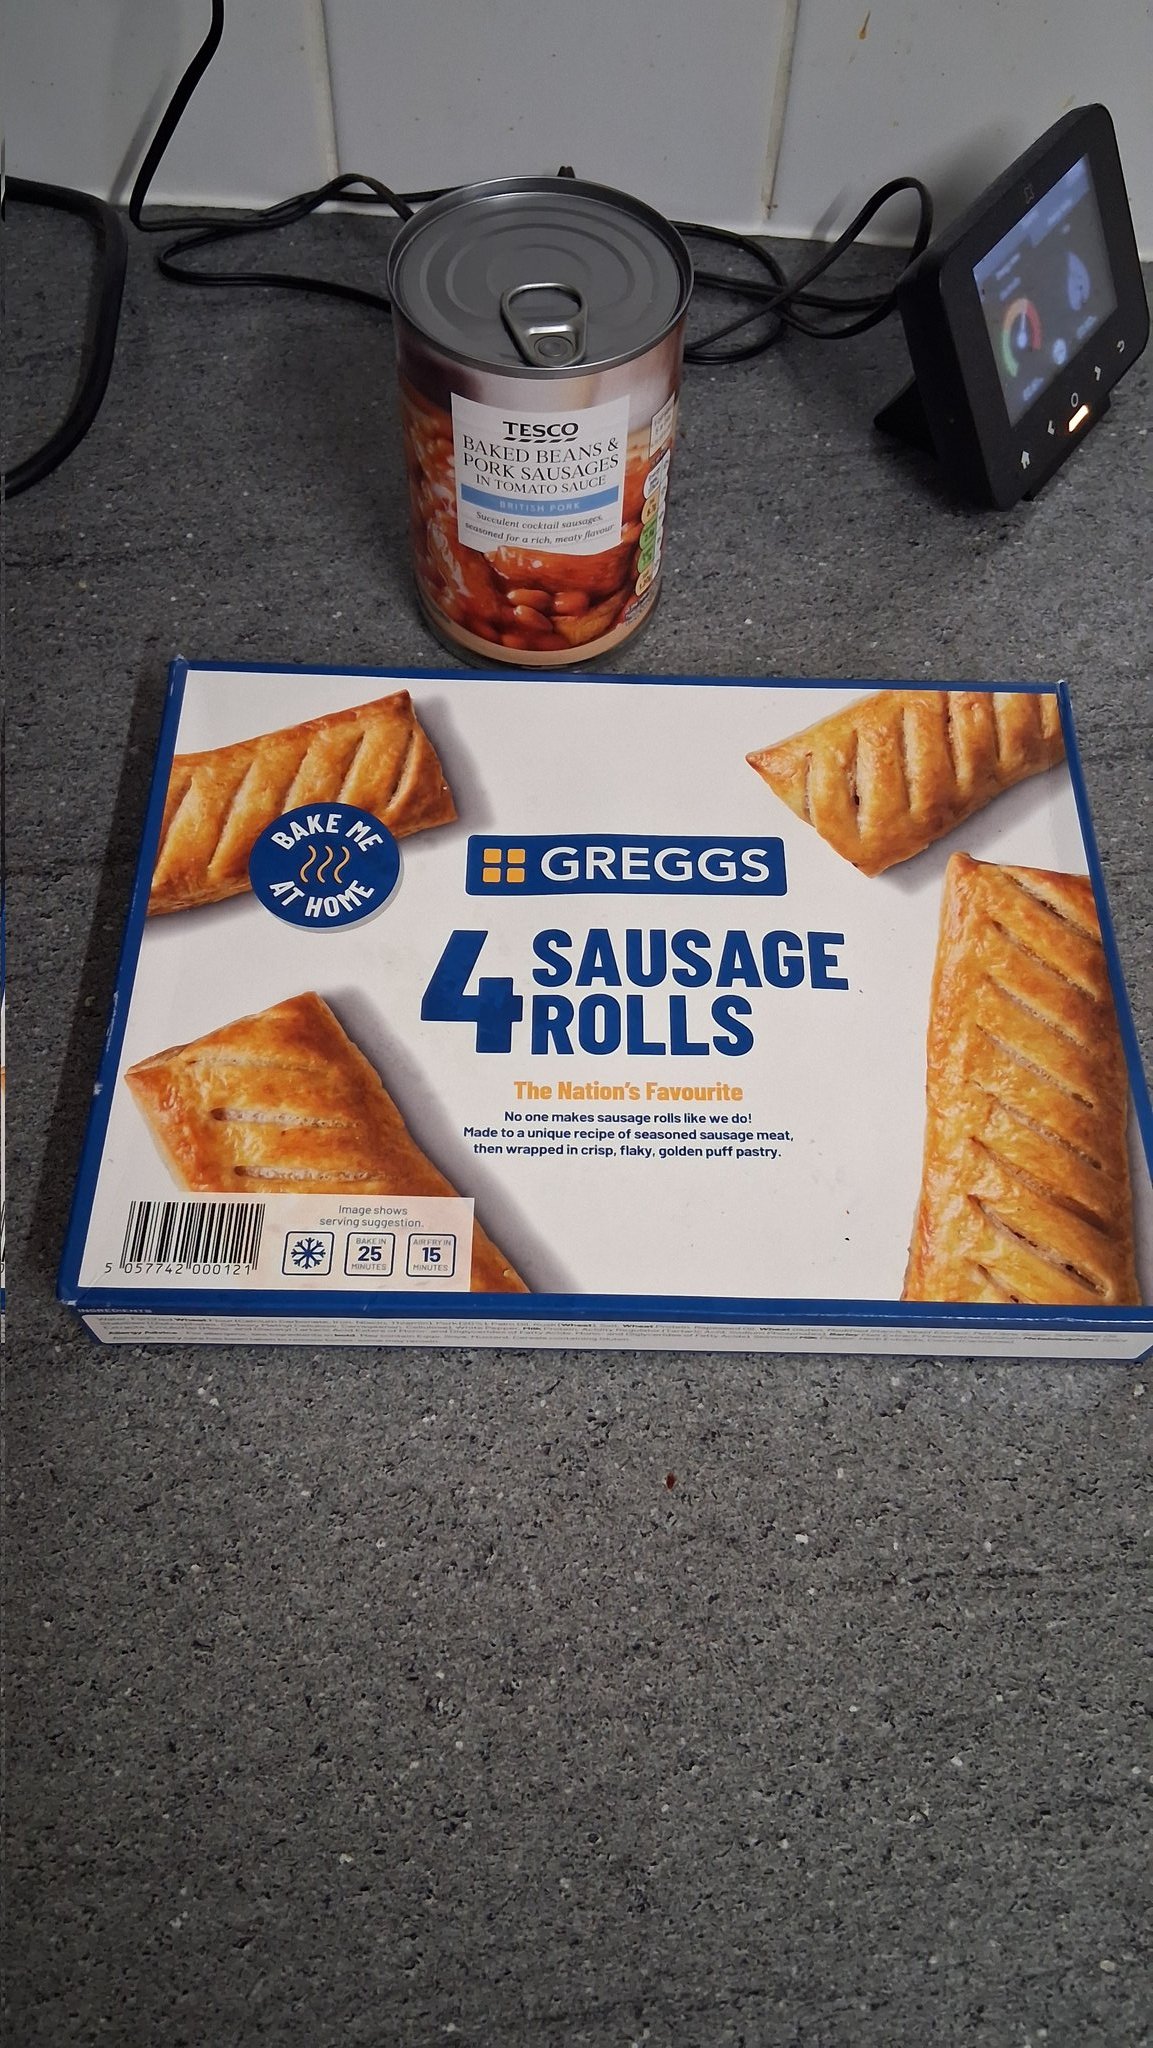 TESCO
BAKED BEANS &
PORK SAUSAGES
IN TOMATO SAUCE
BRITISH PORK
Succulent cocktail sausages,
seasoned for a rich, meaty flavour
BAKE ME
AT HOME
GREGGS
4 SAUSAGE
ROLLS
The Nation's Favourite
No one makes sausage rolls like we do!
Made to a unique recipe of seasoned sausage meat,
then wrapped in crisp, flaky, golden puff pastry.
Image shows
serving suggestion.
BAKE IN
25
MINUTES
AIR FRY IN
15
MINUTES
5 057742 000121
INGREDIENTS